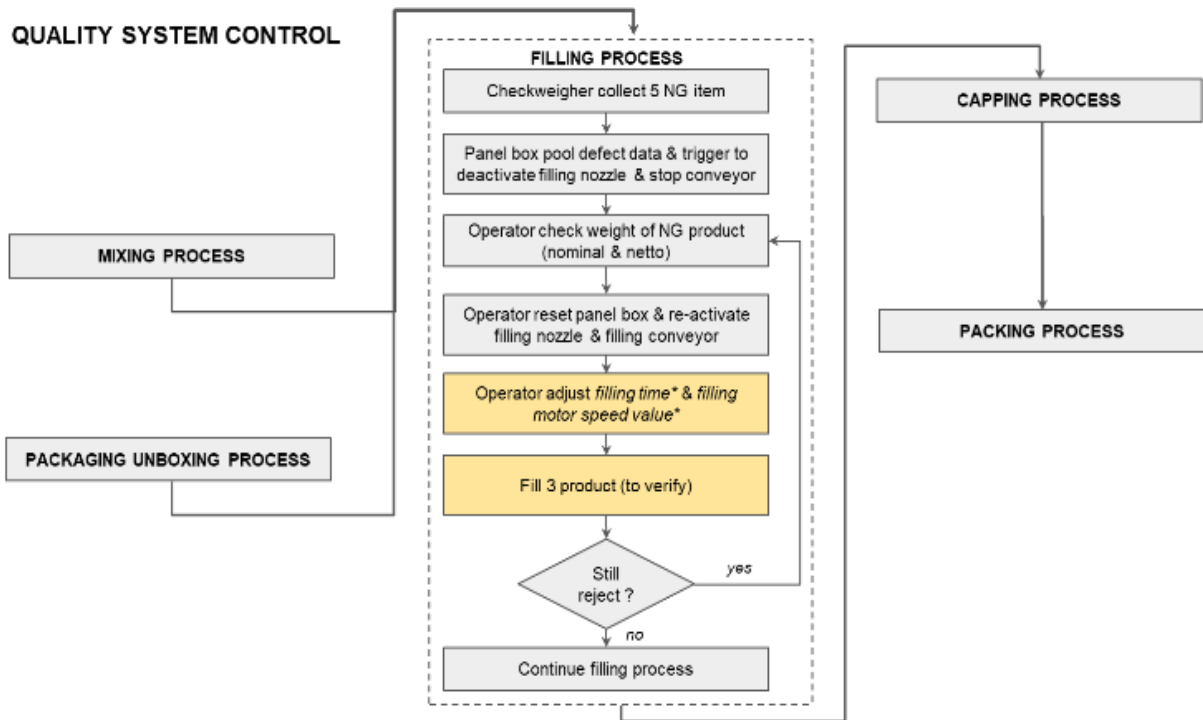 QUALITY SYSTEM CONTROL
MIXING PROCESS
PACKAGING UNBOXING PROCESS
FILLING PROCESS
Checkweigher collect 5 NG item
Panel box pool defect data & trigger to
deactivate filling nozzle & stop conveyor
Operator check weight of NG product
(nominal & netto)
Operator reset panel box & re-activate
filling nozzle & filling conveyor
Operator adjust filling time* & filling
motor speed value*
Fill 3 product (to verify)
Still
reject ?
yes
no
Continue filling process
CAPPING PROCESS
PACKING PROCESS